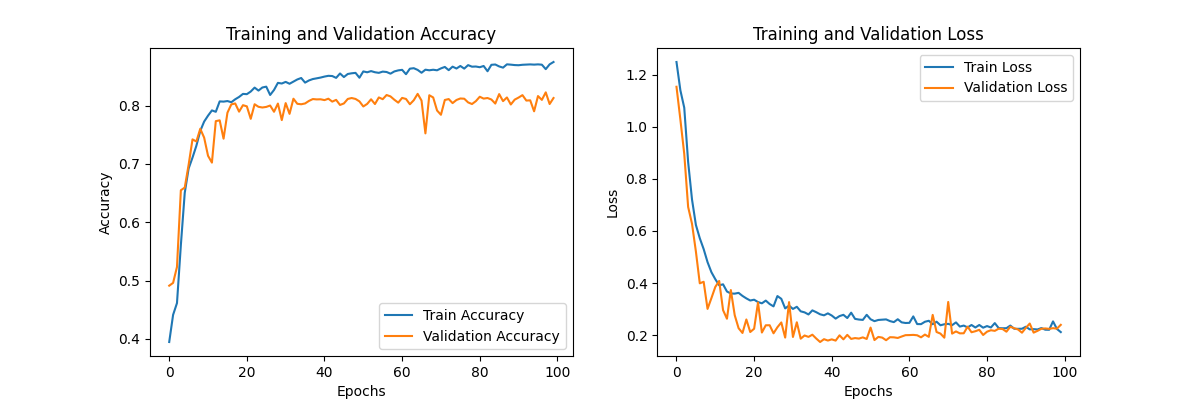 Training and Validation Accuracy
Accuracy
0.8
0.7
0.6
0.5
0.4
Train Accuracy
Validation Accuracy
0 20 40 60 80 100
Epochs
Training and Validation Loss
Loss
1.2
1.0
0.8
0.6
0.4
0.2
Train Loss
Validation Loss
0 20 40 60 80 100
Epochs